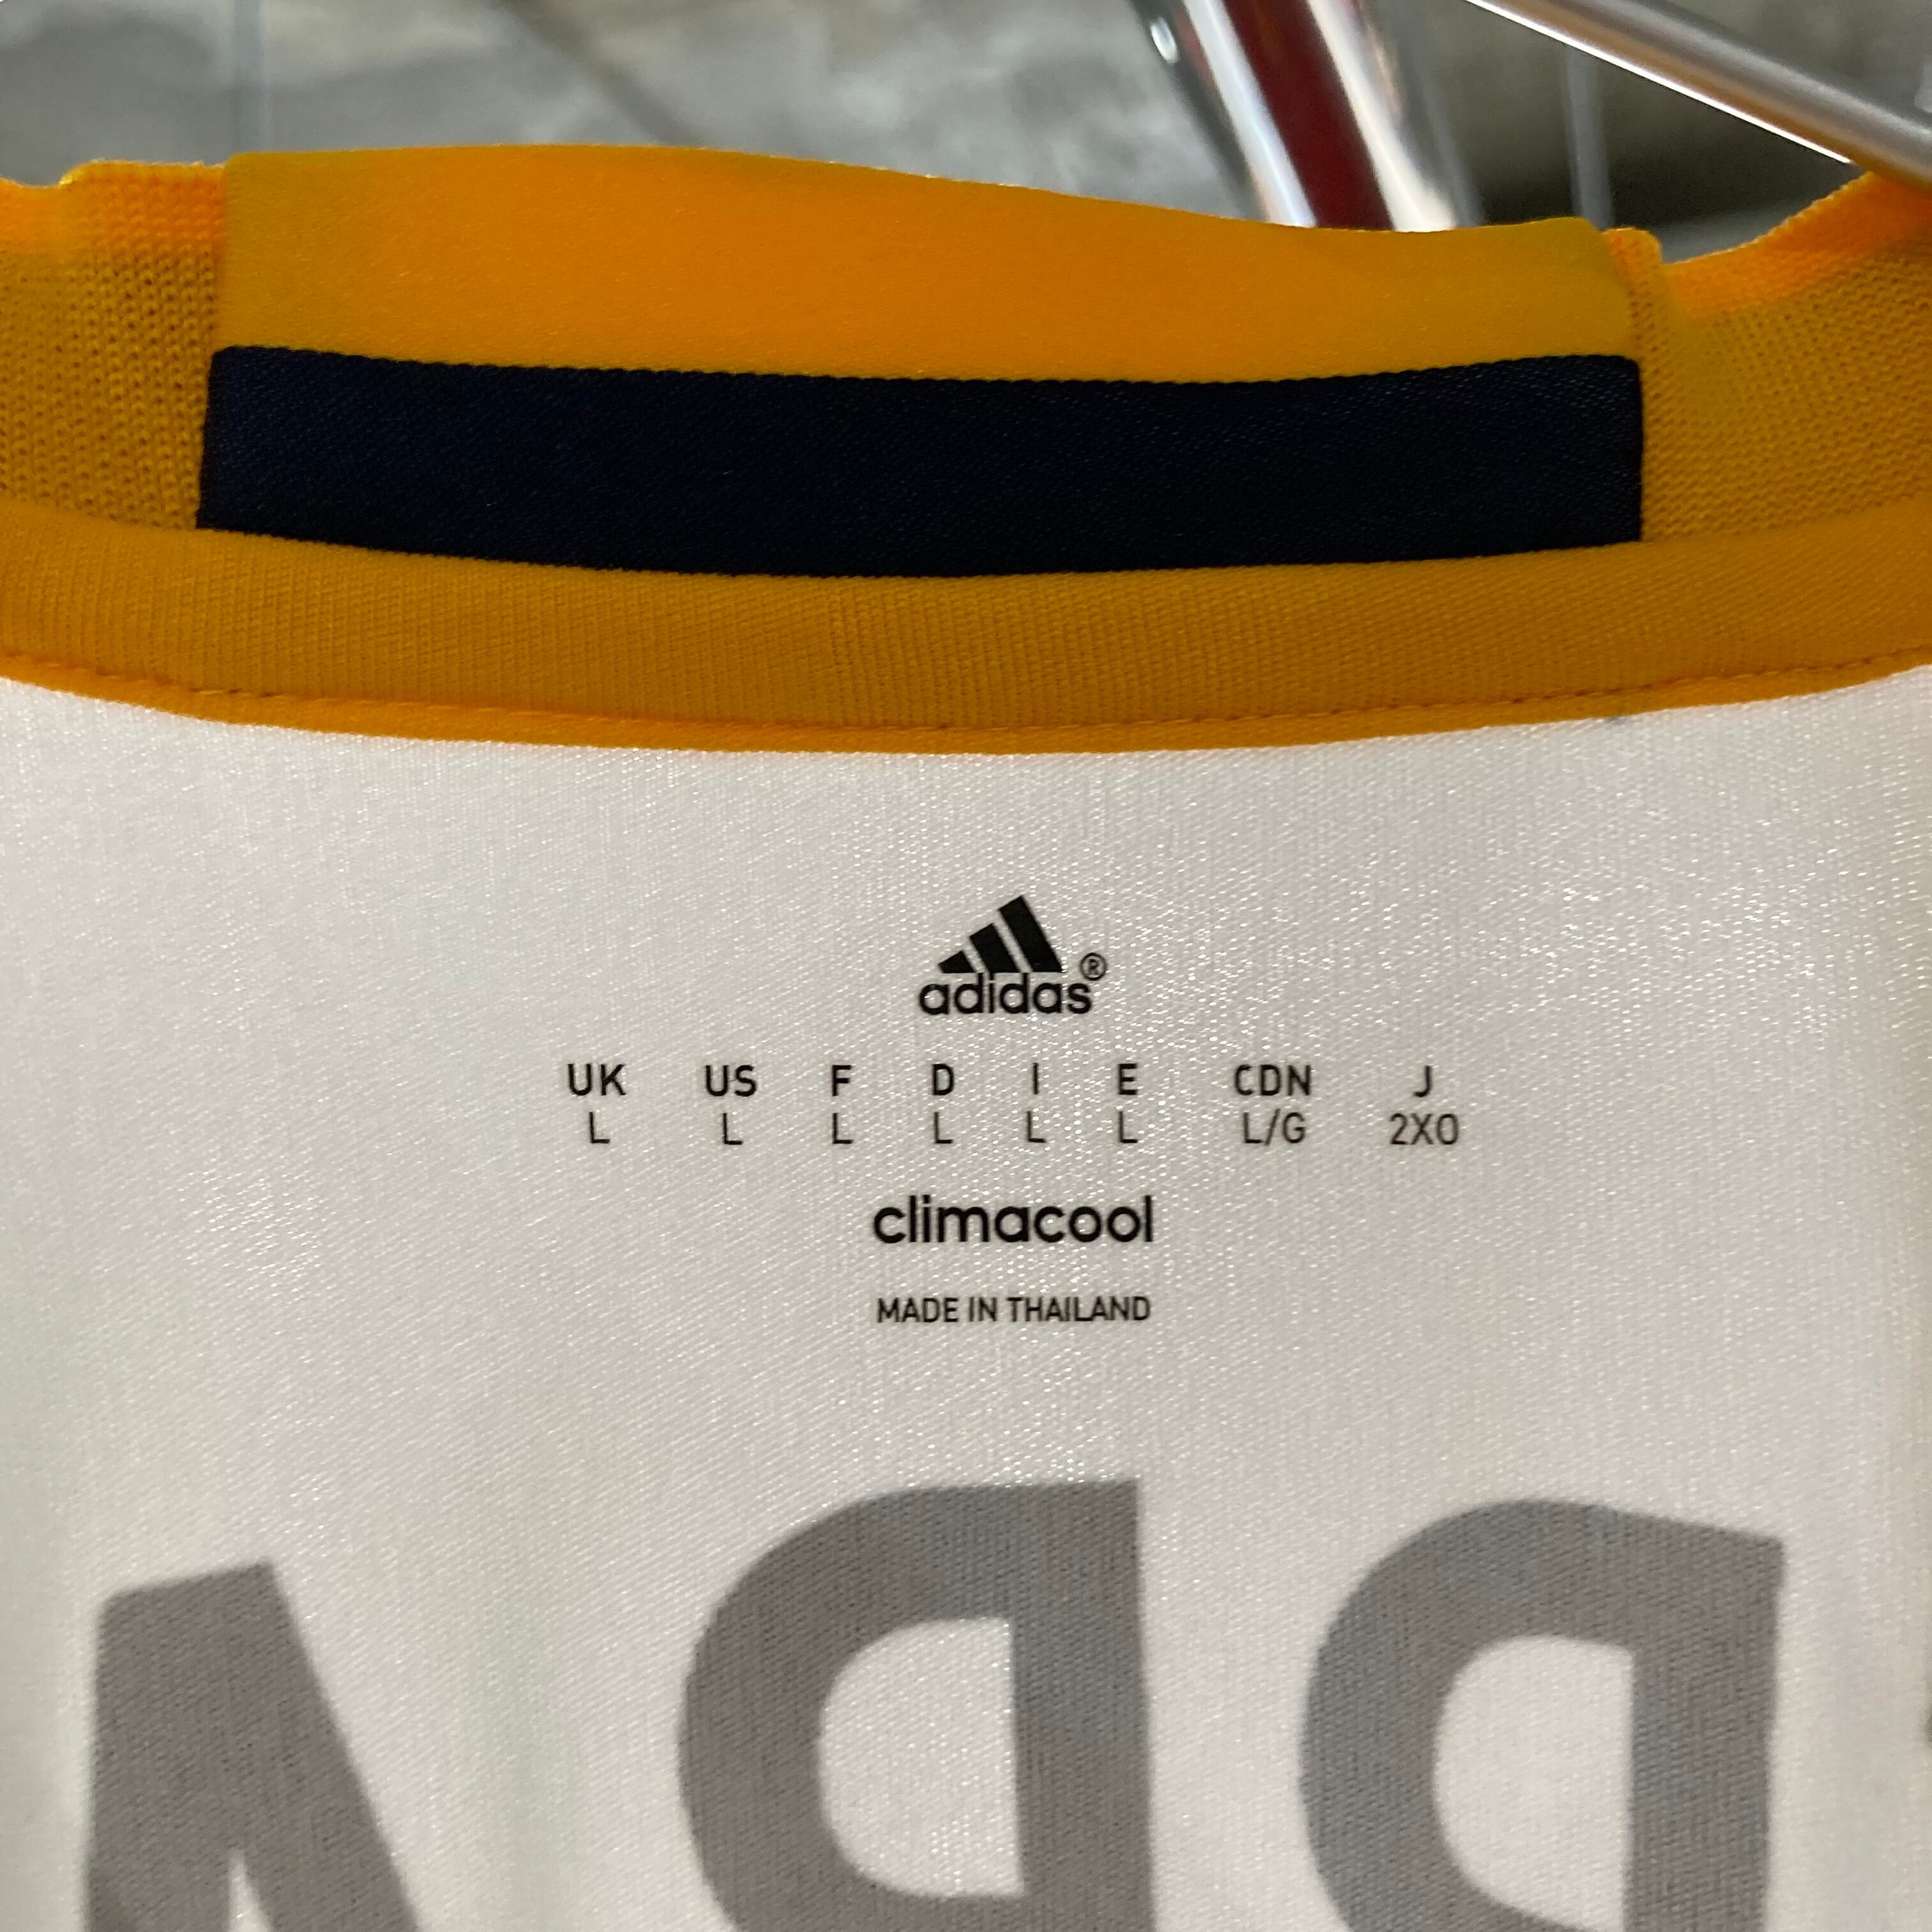 adidas®
UK US F D I E CDN J
L L L L L L L/G 2XO
climacool
MADE IN THAILAND